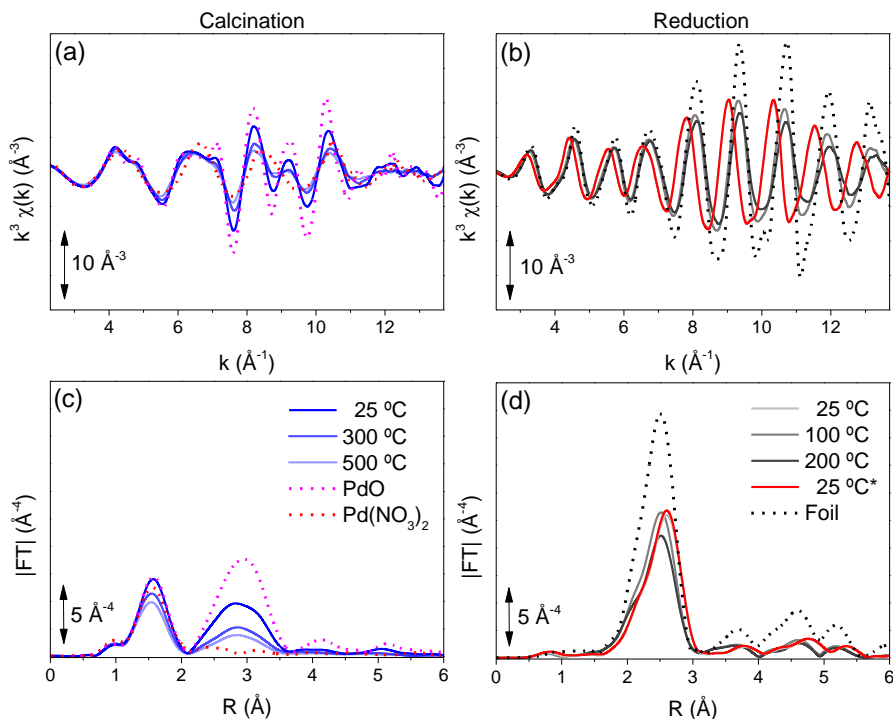 Calcination
Reduction
(a)
k³ χ(k) (Å⁻³)
10 Å⁻³
4 6 8 10 12
k (Å⁻¹)
(b)
k³ χ(k) (Å⁻³)
10 Å⁻³
4 6 8 10 12
k (Å⁻¹)
(c)
25 ºC
300 ºC
500 ºC
PdO
Pd(NO₃)₂
|FT| (Å⁻⁴)
5 Å⁻⁴
0 1 2 3 4 5 6
R (Å)
(d)
25 ºC
100 ºC
200 ºC
25 ºC*
Foil
|FT| (Å⁻⁴)
5 Å⁻⁴
0 1 2 3 4 5 6
R (Å)